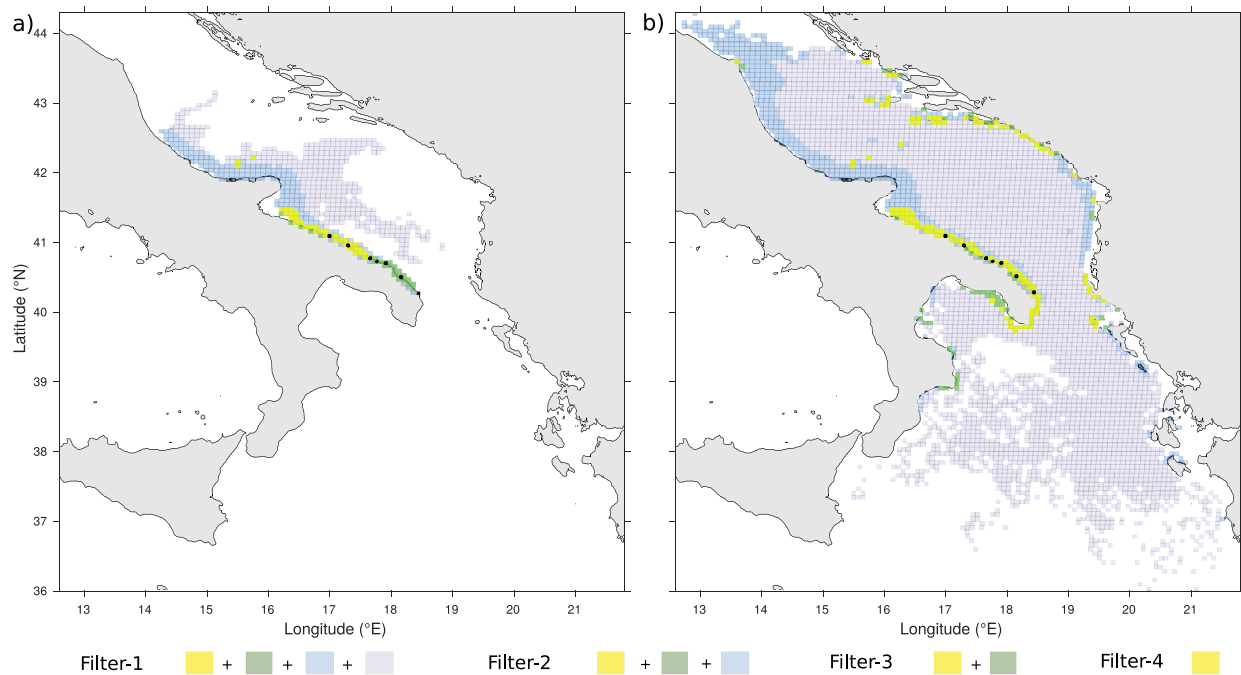 a) b)
44
43
42
41
40
39
38
37
36
Latitude (°N)
13 14 15 16 17 18 19 20 21
13 14 15 16 17 18 19 20 21
Longitude (°E) Longitude (°E)
Filter-1 + + + Filter-2 + + Filter-3 + Filter-4